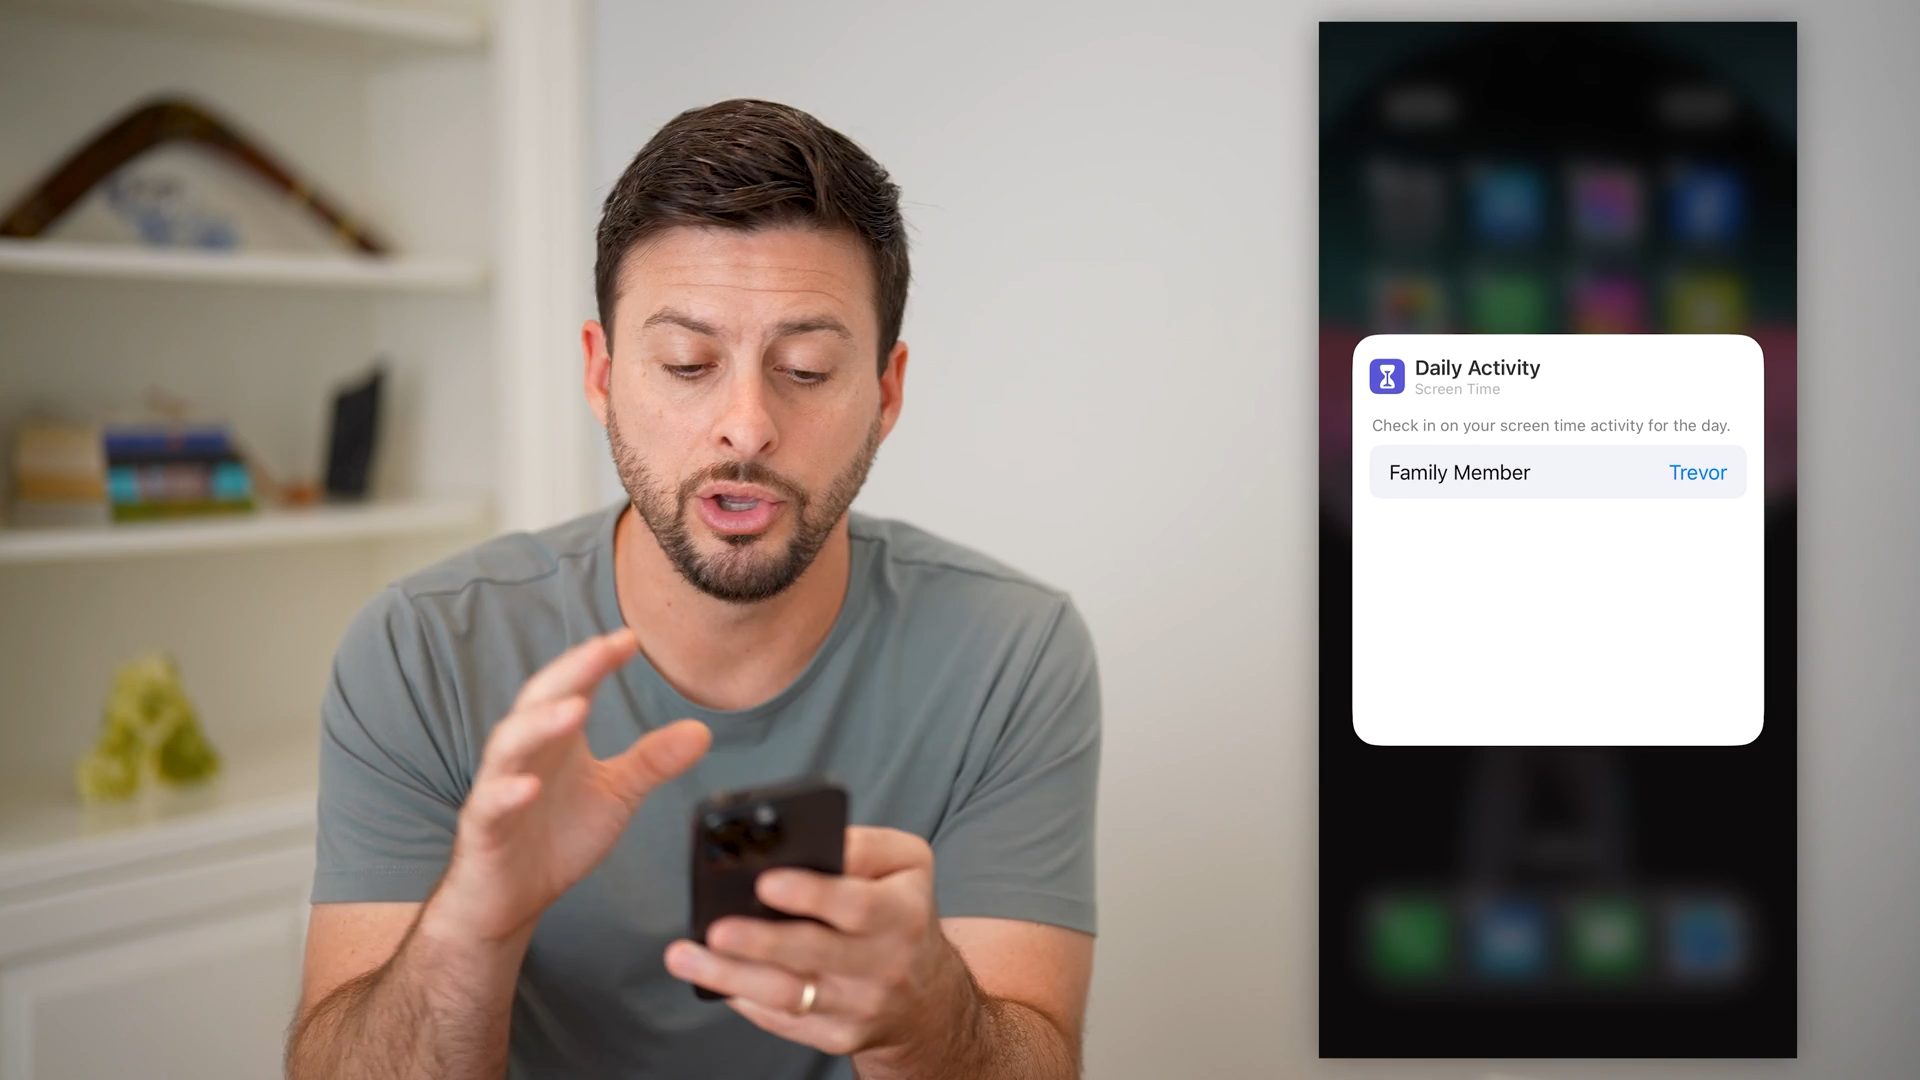 Daily Activity
Screen Time
Check in on your screen time activity for the day.
Family Member Trevor